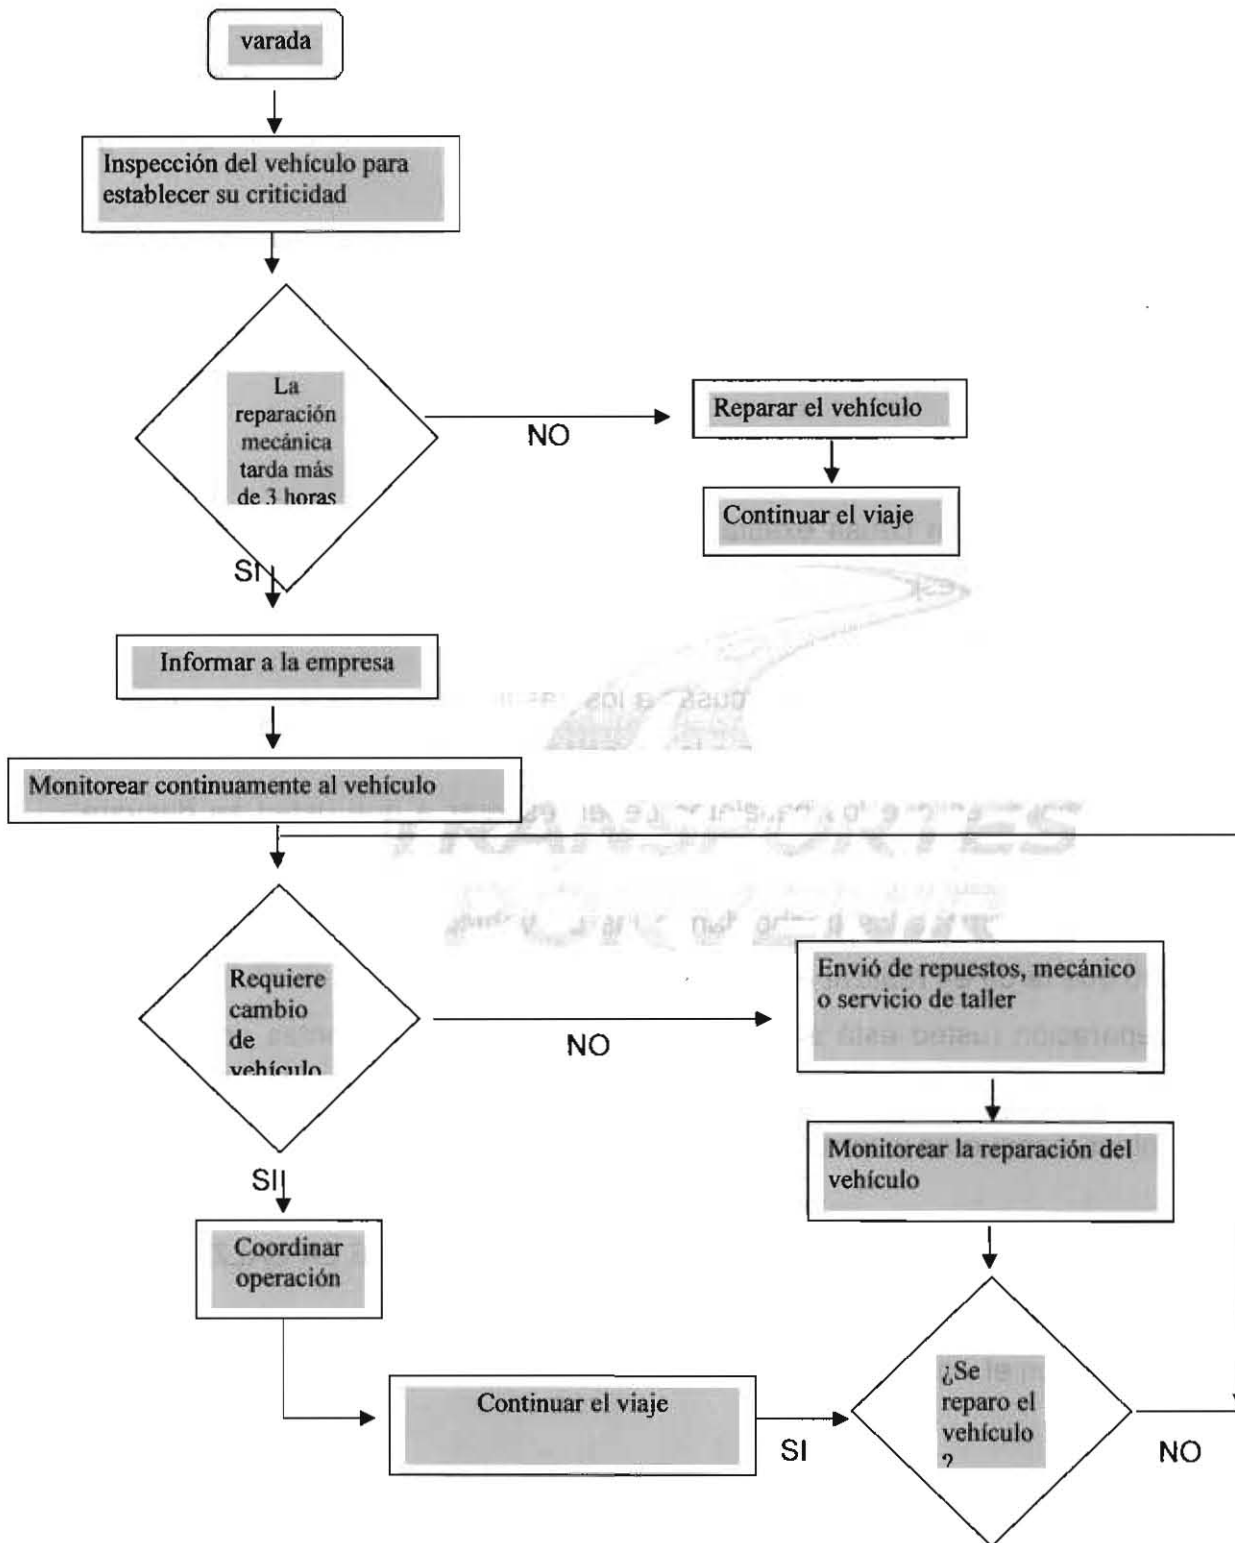 varada
Inspección del vehículo para
establecer su criticidad
La
reparación
mecánica
tarda más
de 3 horas
NO
Reparar el vehículo
Continuar el viaje
SI
Informar a la empresa
Monitorear continuamente al vehículo
TRANSPORTES
PORVENIR
Requiere
cambio
de
vehículo
NO
Envió de repuestos, mecánico
o servicio de taller
Monitorear la reparación del
vehículo
SII
Coordinar
operación
Continuar el viaje
SI
¿Se
reparo el
vehículo
?
NO